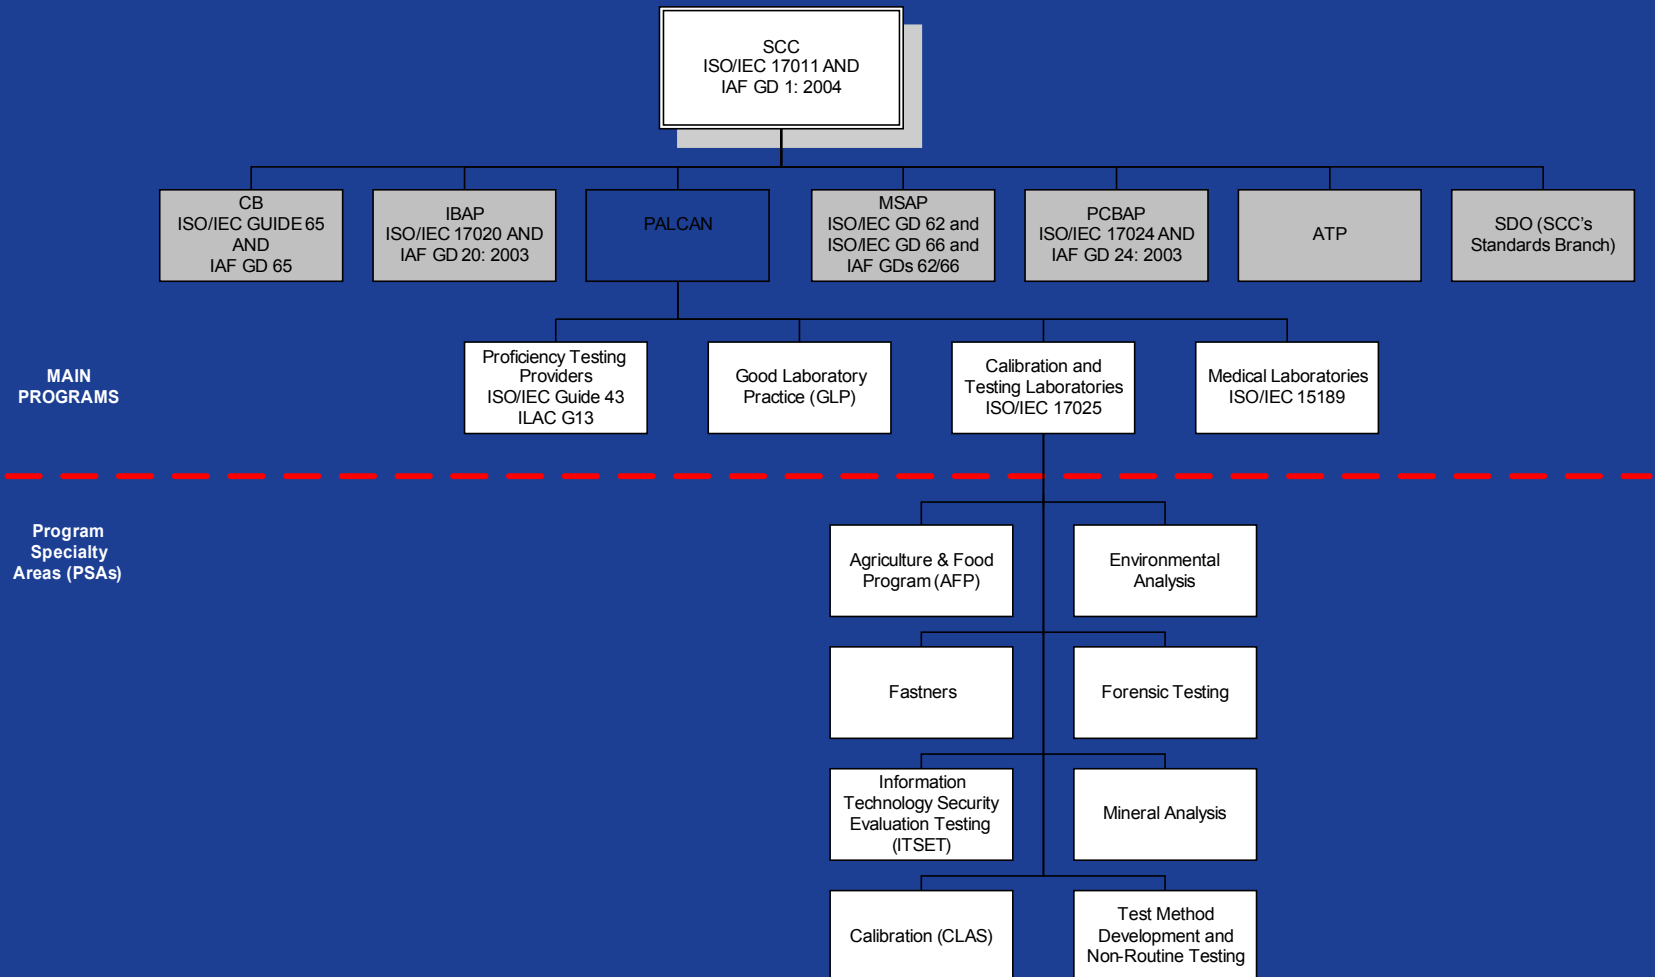 SCC
ISO/IEC 17011 AND
IAF GD 1: 2004
CB
ISO/IEC GUIDE 65
AND
IAF GD 65
IBAP
ISO/IEC 17020 AND
IAF GD 20: 2003
PALCAN
MSAP
ISO/IEC GD 62 and
ISO/IEC GD 66 and
IAF GDs 62/66
PCBAP
ISO/IEC 17024 AND
IAF GD 24: 2003
ATP
SDO (SCC's
Standards Branch)
MAIN
PROGRAMS
Proficiency Testing
Providers
ISO/IEC Guide 43
ILAC G13
Good Laboratory
Practice (GLP)
Calibration and
Testing Laboratories
ISO/IEC 17025
Medical Laboratories
ISO/IEC 15189
Program
Specialty
Areas (PSAs)
Agriculture & Food
Program (AFP)
Environmental
Analysis
Fastners
Forensic Testing
Information
Technology Security
Evaluation Testing
(ITSET)
Mineral Analysis
Calibration (CLAS)
Test Method
Development and
Non-Routine Testing